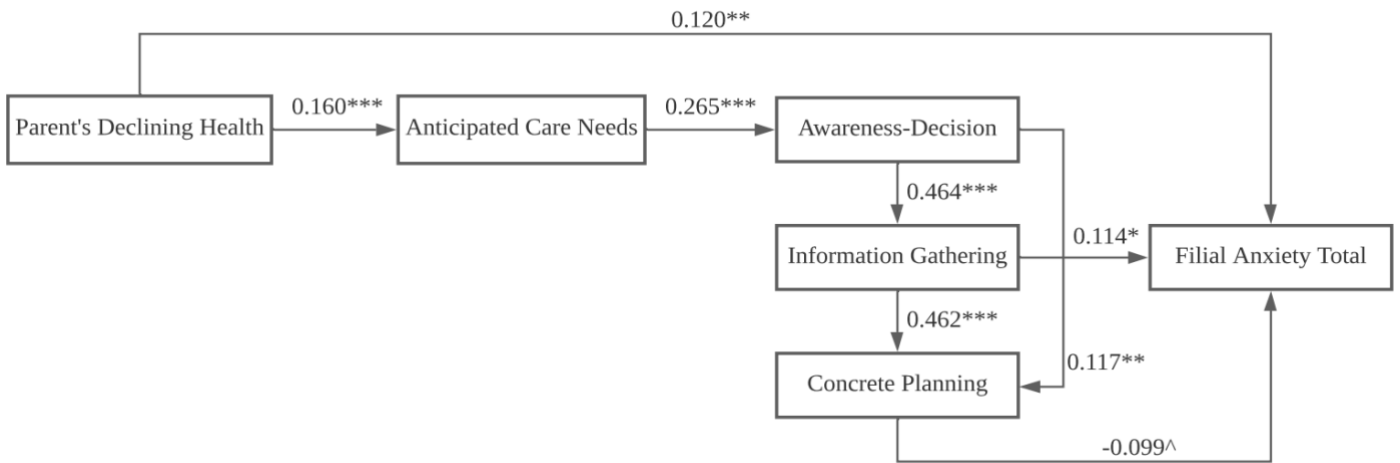 0.120**
0.160***
0.265***
Parent's Declining Health
Anticipated Care Needs
Awareness-Decision
0.464***
0.114*
Information Gathering
Filial Anxiety Total
0.462***
0.117**
Concrete Planning
-0.099^